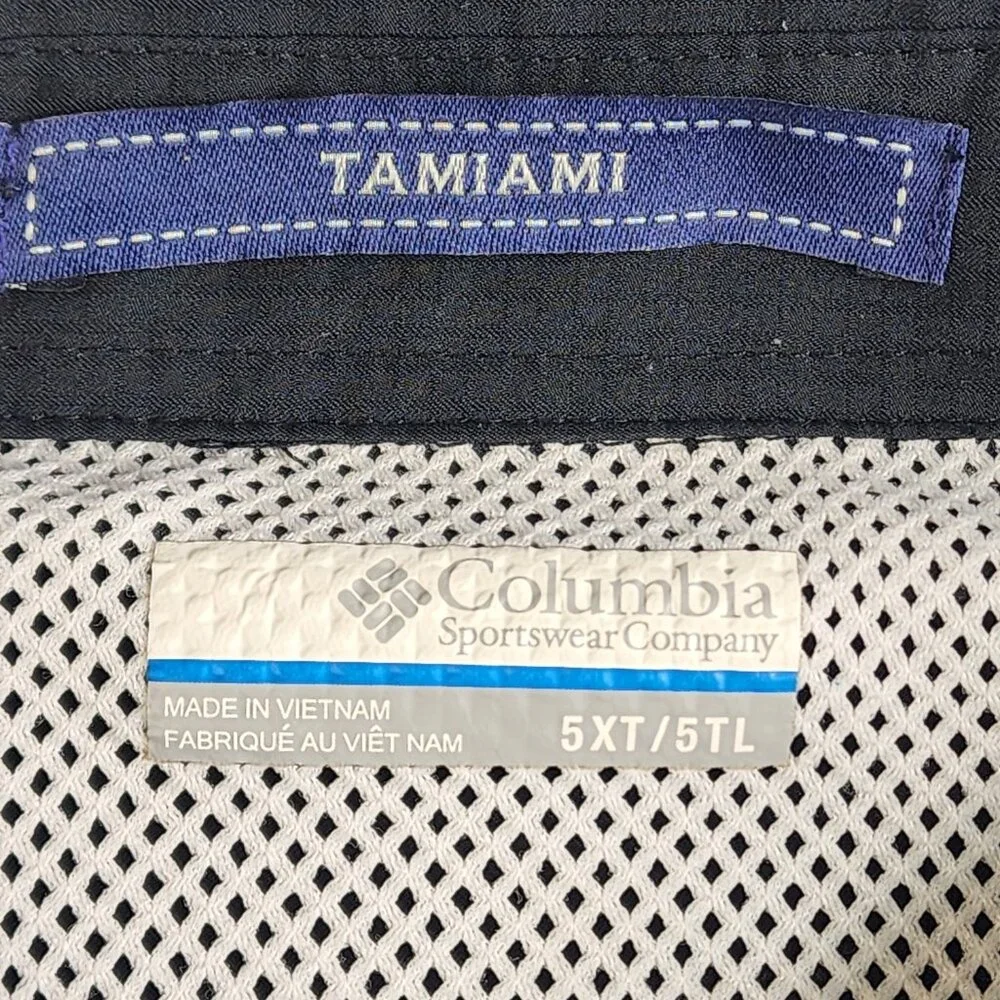 TAMIAMI
Columbia
Sportswear Company
MADE IN VIETNAM
FABRIQUÉ AU VIÊT NAM
5XT/5TL